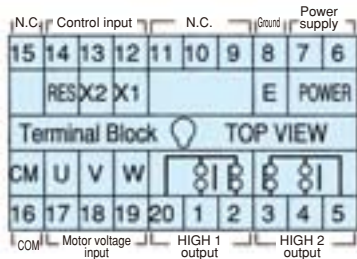 N.C. Control input N.C. Ground Power supply
15 14 13 12 11 10 9 8 7 6
RES X2 X1 E POWER
Terminal Block TOP VIEW
CM U V W
16 17 18 19 20 1 2 3 4 5
COM Motor voltage input HIGH 1 output HIGH 2 output